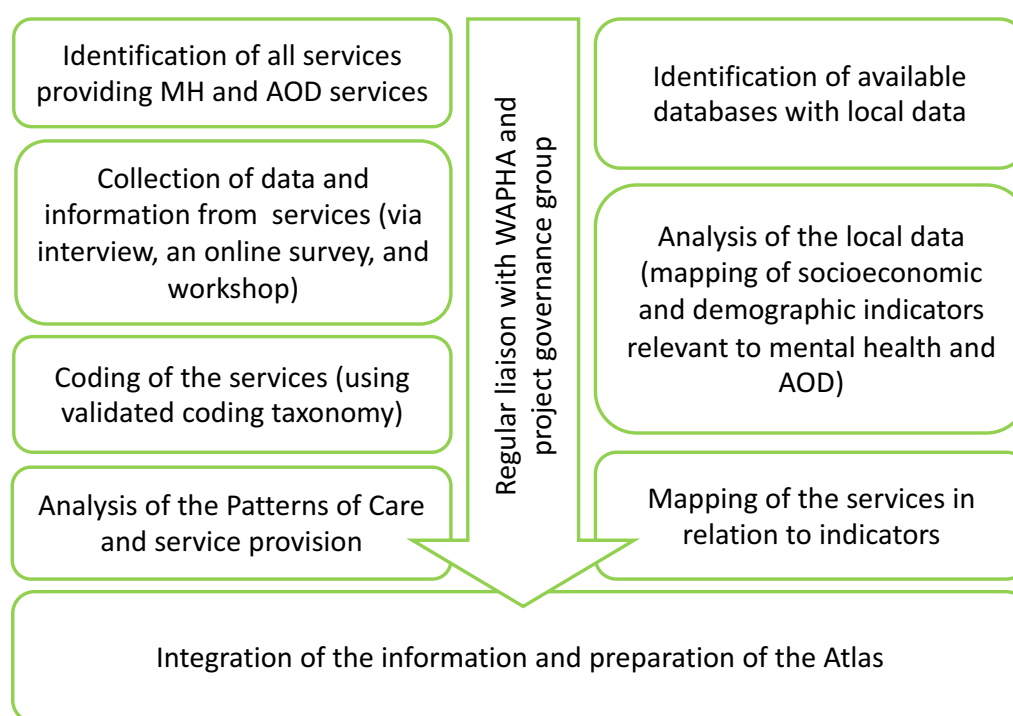 Identification of all services
providing MH and AOD services
Collection of data and
information from services (via
interview, an online survey, and
workshop)
Coding of the services (using
validated coding taxonomy)
Analysis of the Patterns of Care
and service provision
Regular liaison with WAPHA and
project governance group
Identification of available
databases with local data
Analysis of the local data
(mapping of socioeconomic
and demographic indicators
relevant to mental health and
AOD)
Mapping of the services in
relation to indicators
Integration of the information and preparation of the Atlas